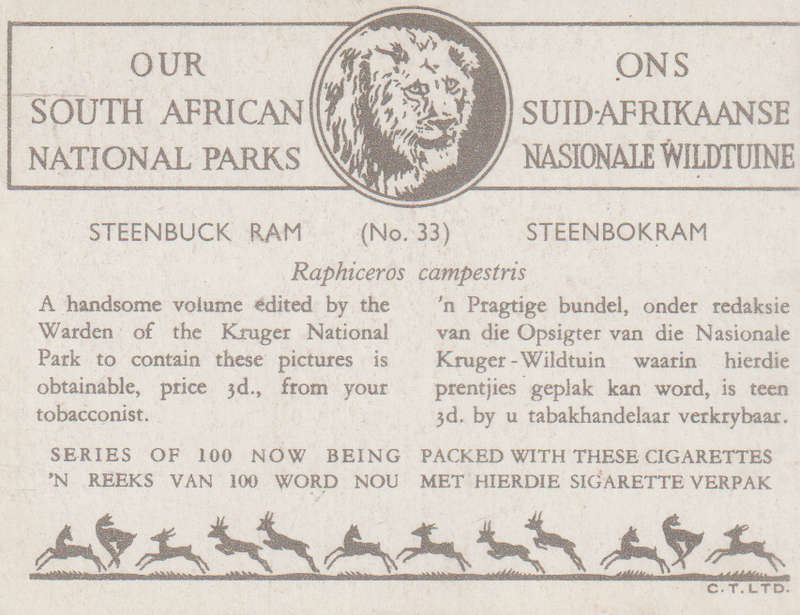 OUR
SOUTH AFRICAN
NATIONAL PARKS
ONS
SUID-AFRIKAANSE
NASIONALE WILDTUINE
STEENBUCK RAM (No. 33) STEENBOKRAM
Raphiceros campestris
A handsome volume edited by the
Warden of the Kruger National
Park to contain these pictures is
obtainable, price 3d., from your
tobacconist.
'n Pragtige bundel, onder redaksie
van die Opsigter van die Nasionale
Kruger-Wildtuin waarin hierdie
prentjies geplak kan word, is teen
3d. by u tabakhandelaar verkrybaar.
SERIES OF 100 NOW BEING PACKED WITH THESE CIGARETTES
'N REEKS VAN 100 WORD NOU MET HIERDIE SIGARETTE VERPAK
C.T.LTD.